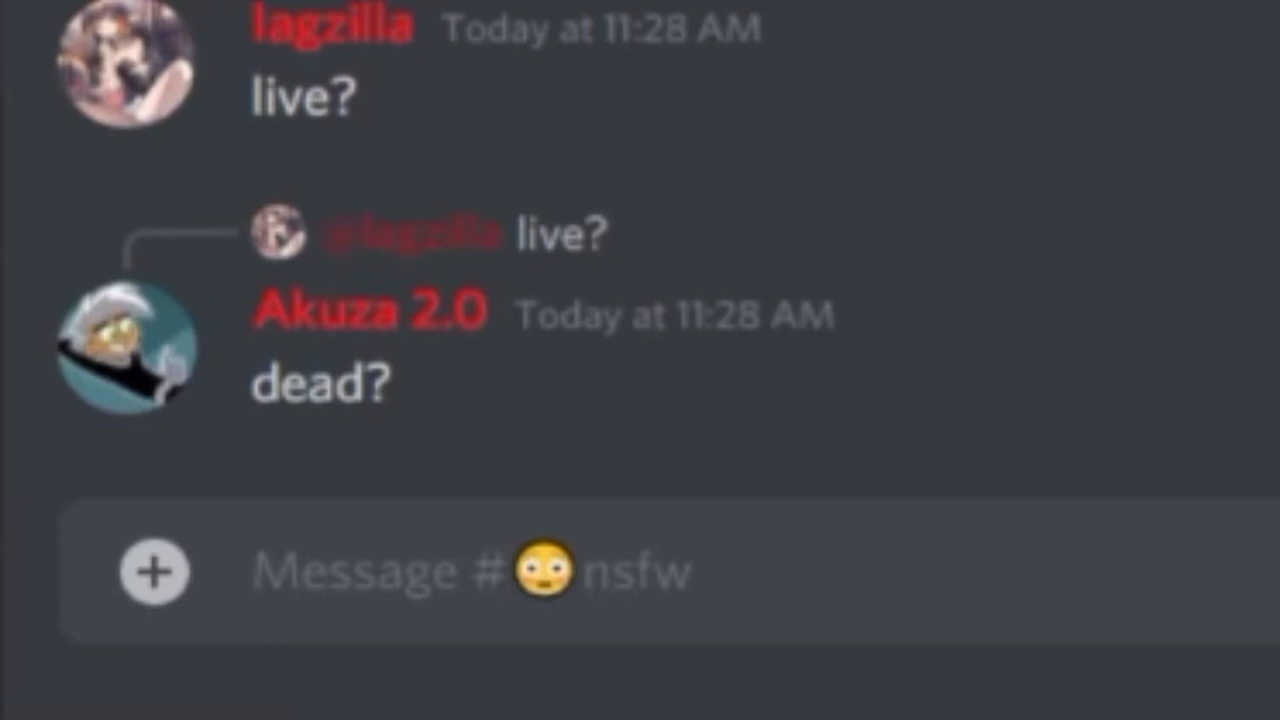 lagzilla Today at 11:28 AM
live?
@lagzilla live?
Akuza 2.0 Today at 11:28 AM
dead?
Message #😳nsfw